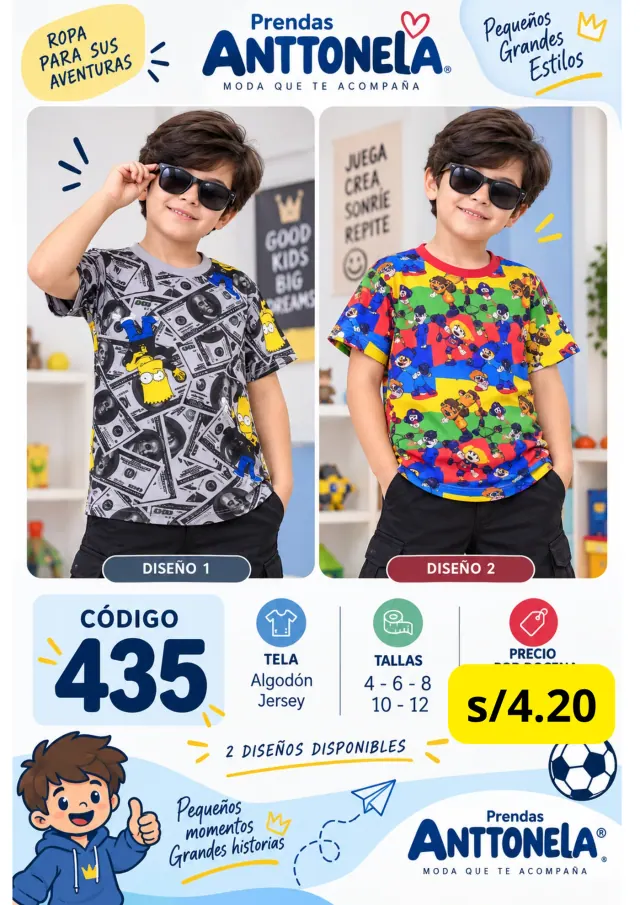 ROPA
PARA SUS
AVENTURAS
Prendas
ANTTONELA®
MODA QUE TE ACOMPAÑA
Pequeños
Grandes
Estilos
GOOD
KIDS
BIG
DREAMS
JUEGA
CREA
SONRÍE
REPITE
DISEÑO 1
DISEÑO 2
CÓDIGO
435
TELA
Algodón
Jersey
TALLAS
4 - 6 - 8
10 - 12
PRECIO
POR DOCENA
s/4.20
2 DISEÑOS DISPONIBLES
Pequeños
momentos
Grandes historias
Prendas
ANTTONELA®
MODA QUE TE ACOMPAÑA